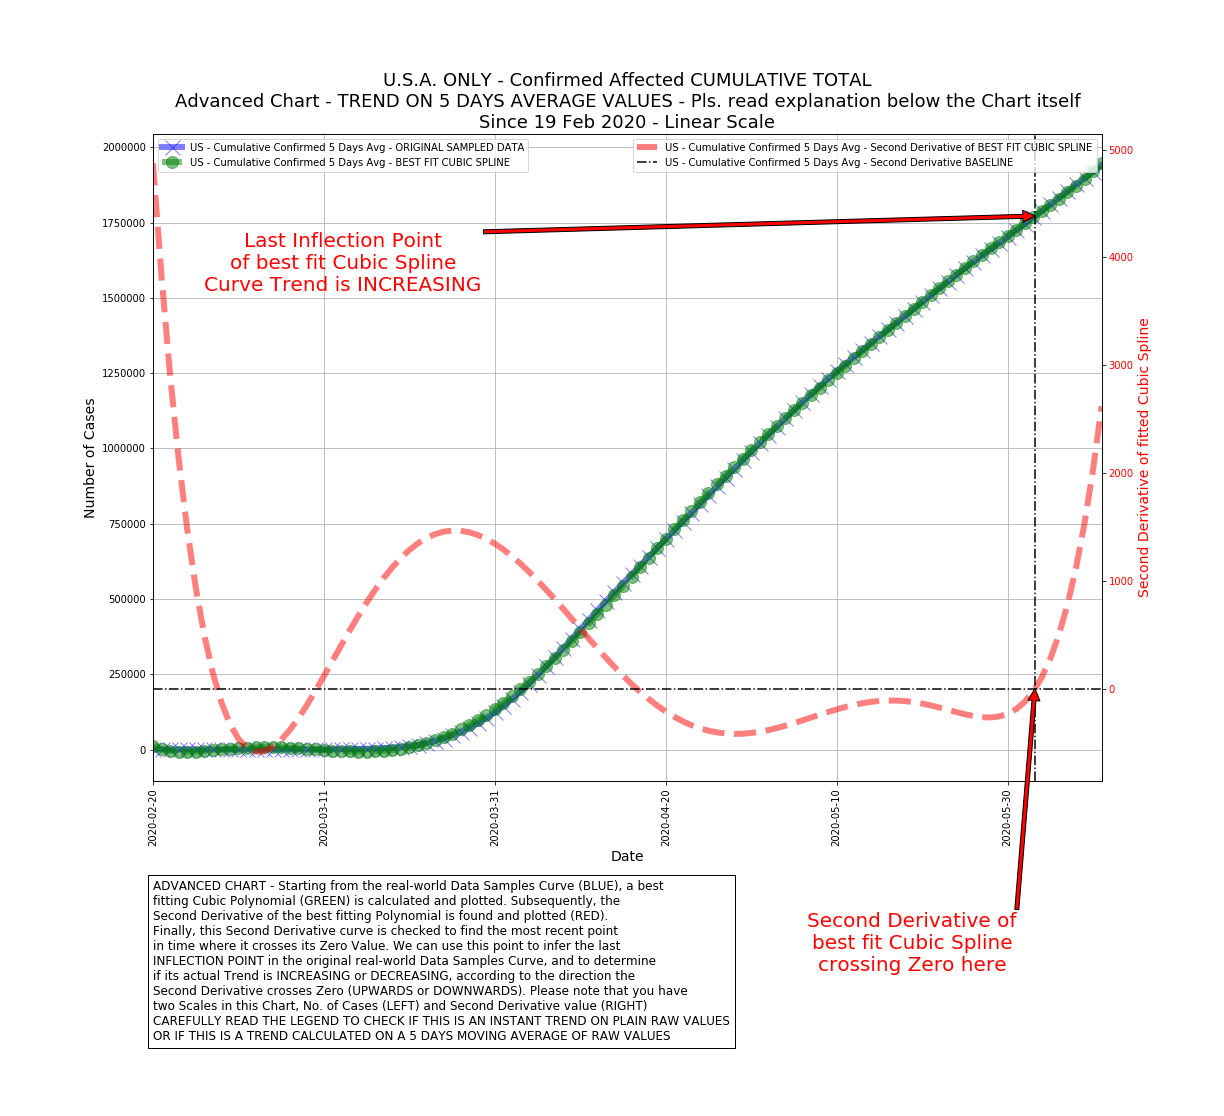 U.S.A. ONLY - Confirmed Affected CUMULATIVE TOTAL
Advanced Chart - TREND ON 5 DAYS AVERAGE VALUES - Pls. read explanation below the Chart itself
Since 19 Feb 2020 - Linear Scale
US - Cumulative Confirmed 5 Days Avg - ORIGINAL SAMPLED DATA
US - Cumulative Confirmed 5 Days Avg - BEST FIT CUBIC SPLINE
US - Cumulative Confirmed 5 Days Avg - Second Derivative of BEST FIT CUBIC SPLINE
US - Cumulative Confirmed 5 Days Avg - Second Derivative BASELINE
2000000
1750000
1500000
1250000
1000000
750000
500000
250000
0
Number of Cases
Last Inflection Point
of best fit Cubic Spline
Curve Trend is INCREASING
5000
4000
3000
2000
1000
0
Second Derivative of fitted Cubic Spline
2020-02-20
2020-03-11
2020-03-31
2020-04-20
2020-05-10
2020-05-30
Date
ADVANCED CHART - Starting from the real-world Data Samples Curve (BLUE), a best
fitting Cubic Polynomial (GREEN) is calculated and plotted. Subsequently, the
Second Derivative of the best fitting Polynomial is found and plotted (RED).
Finally, this Second Derivative curve is checked to find the most recent point
in time where it crosses its Zero Value. We can use this point to infer the last
INFLECTION POINT in the original real-world Data Samples Curve, and to determine
if its actual Trend is INCREASING or DECREASING, according to the direction the
Second Derivative crosses Zero (UPWARDS or DOWNWARDS). Please note that you have
two Scales in this Chart, No. of Cases (LEFT) and Second Derivative value (RIGHT)
CAREFULLY READ THE LEGEND TO CHECK IF THIS IS AN INSTANT TREND ON PLAIN RAW VALUES
OR IF THIS IS A TREND CALCULATED ON A 5 DAYS MOVING AVERAGE OF RAW VALUES
Second Derivative of
best fit Cubic Spline
crossing Zero here